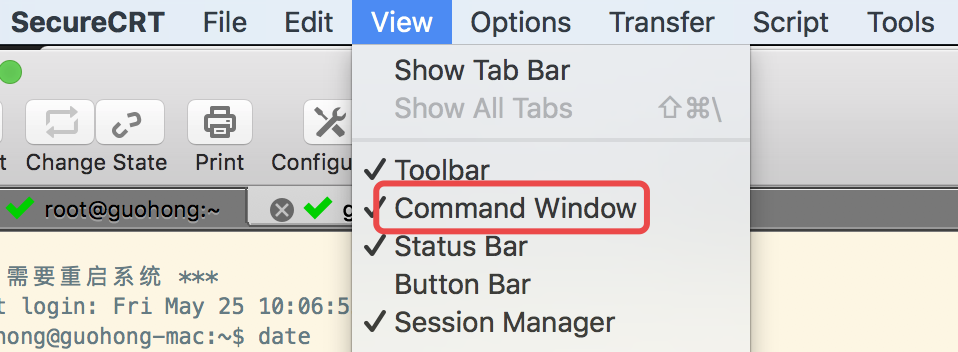 SecureCRT File Edit View Options Transfer Script Tools
Show Tab Bar
Show All Tabs ⇧⌘\
Change State Print Configu
Toolbar
root@guohong:~
Command Window
Status Bar
需要重启系统 ***
Button Bar
t login: Fri May 25 10:06:5
Session Manager
hong@guohong-mac:~$ date